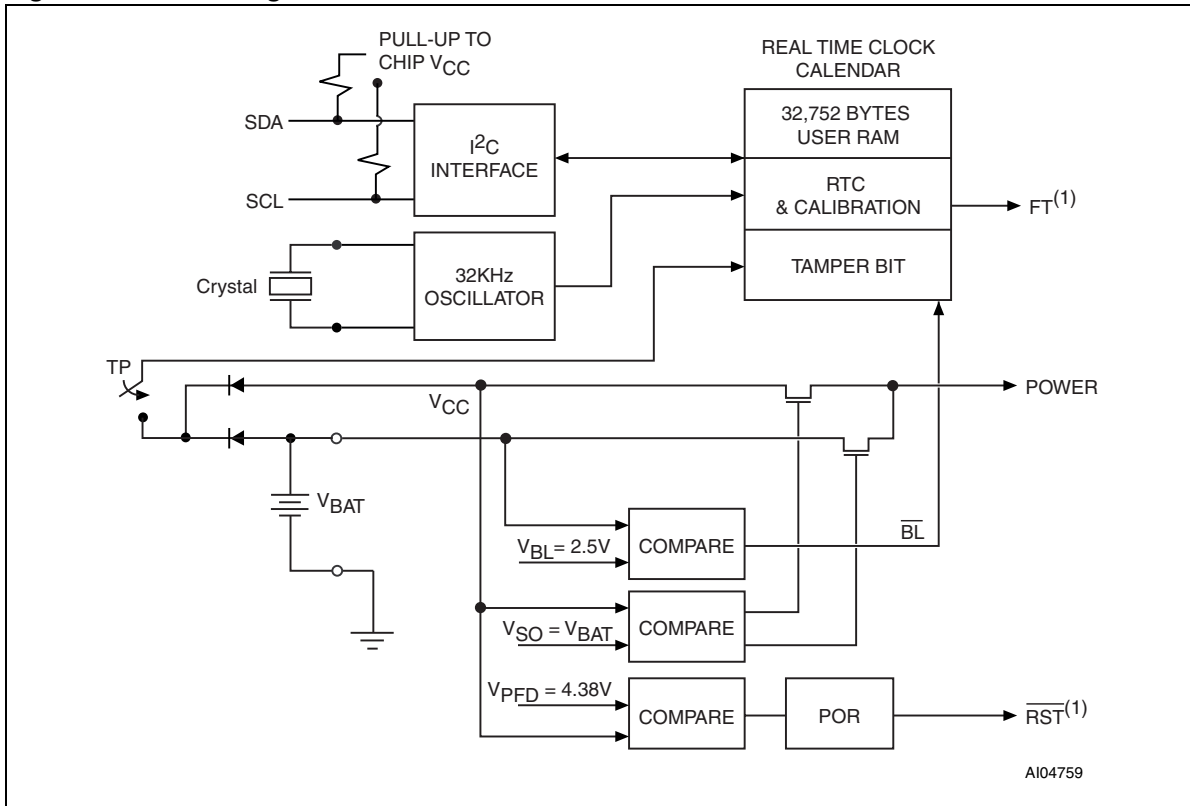 PULL-UP TO
CHIP VCC
REAL TIME CLOCK
CALENDAR
SDA
SCL
I2C
INTERFACE
32,752 BYTES
USER RAM
RTC
& CALIBRATION
TAMPER BIT
FT(1)
Crystal
32KHz
OSCILLATOR
TP
VCC
POWER
VBAT
VBL= 2.5V
COMPARE
BL
VSO = VBAT
COMPARE
VPFD = 4.38V
COMPARE
POR
RST(1)
AI04759